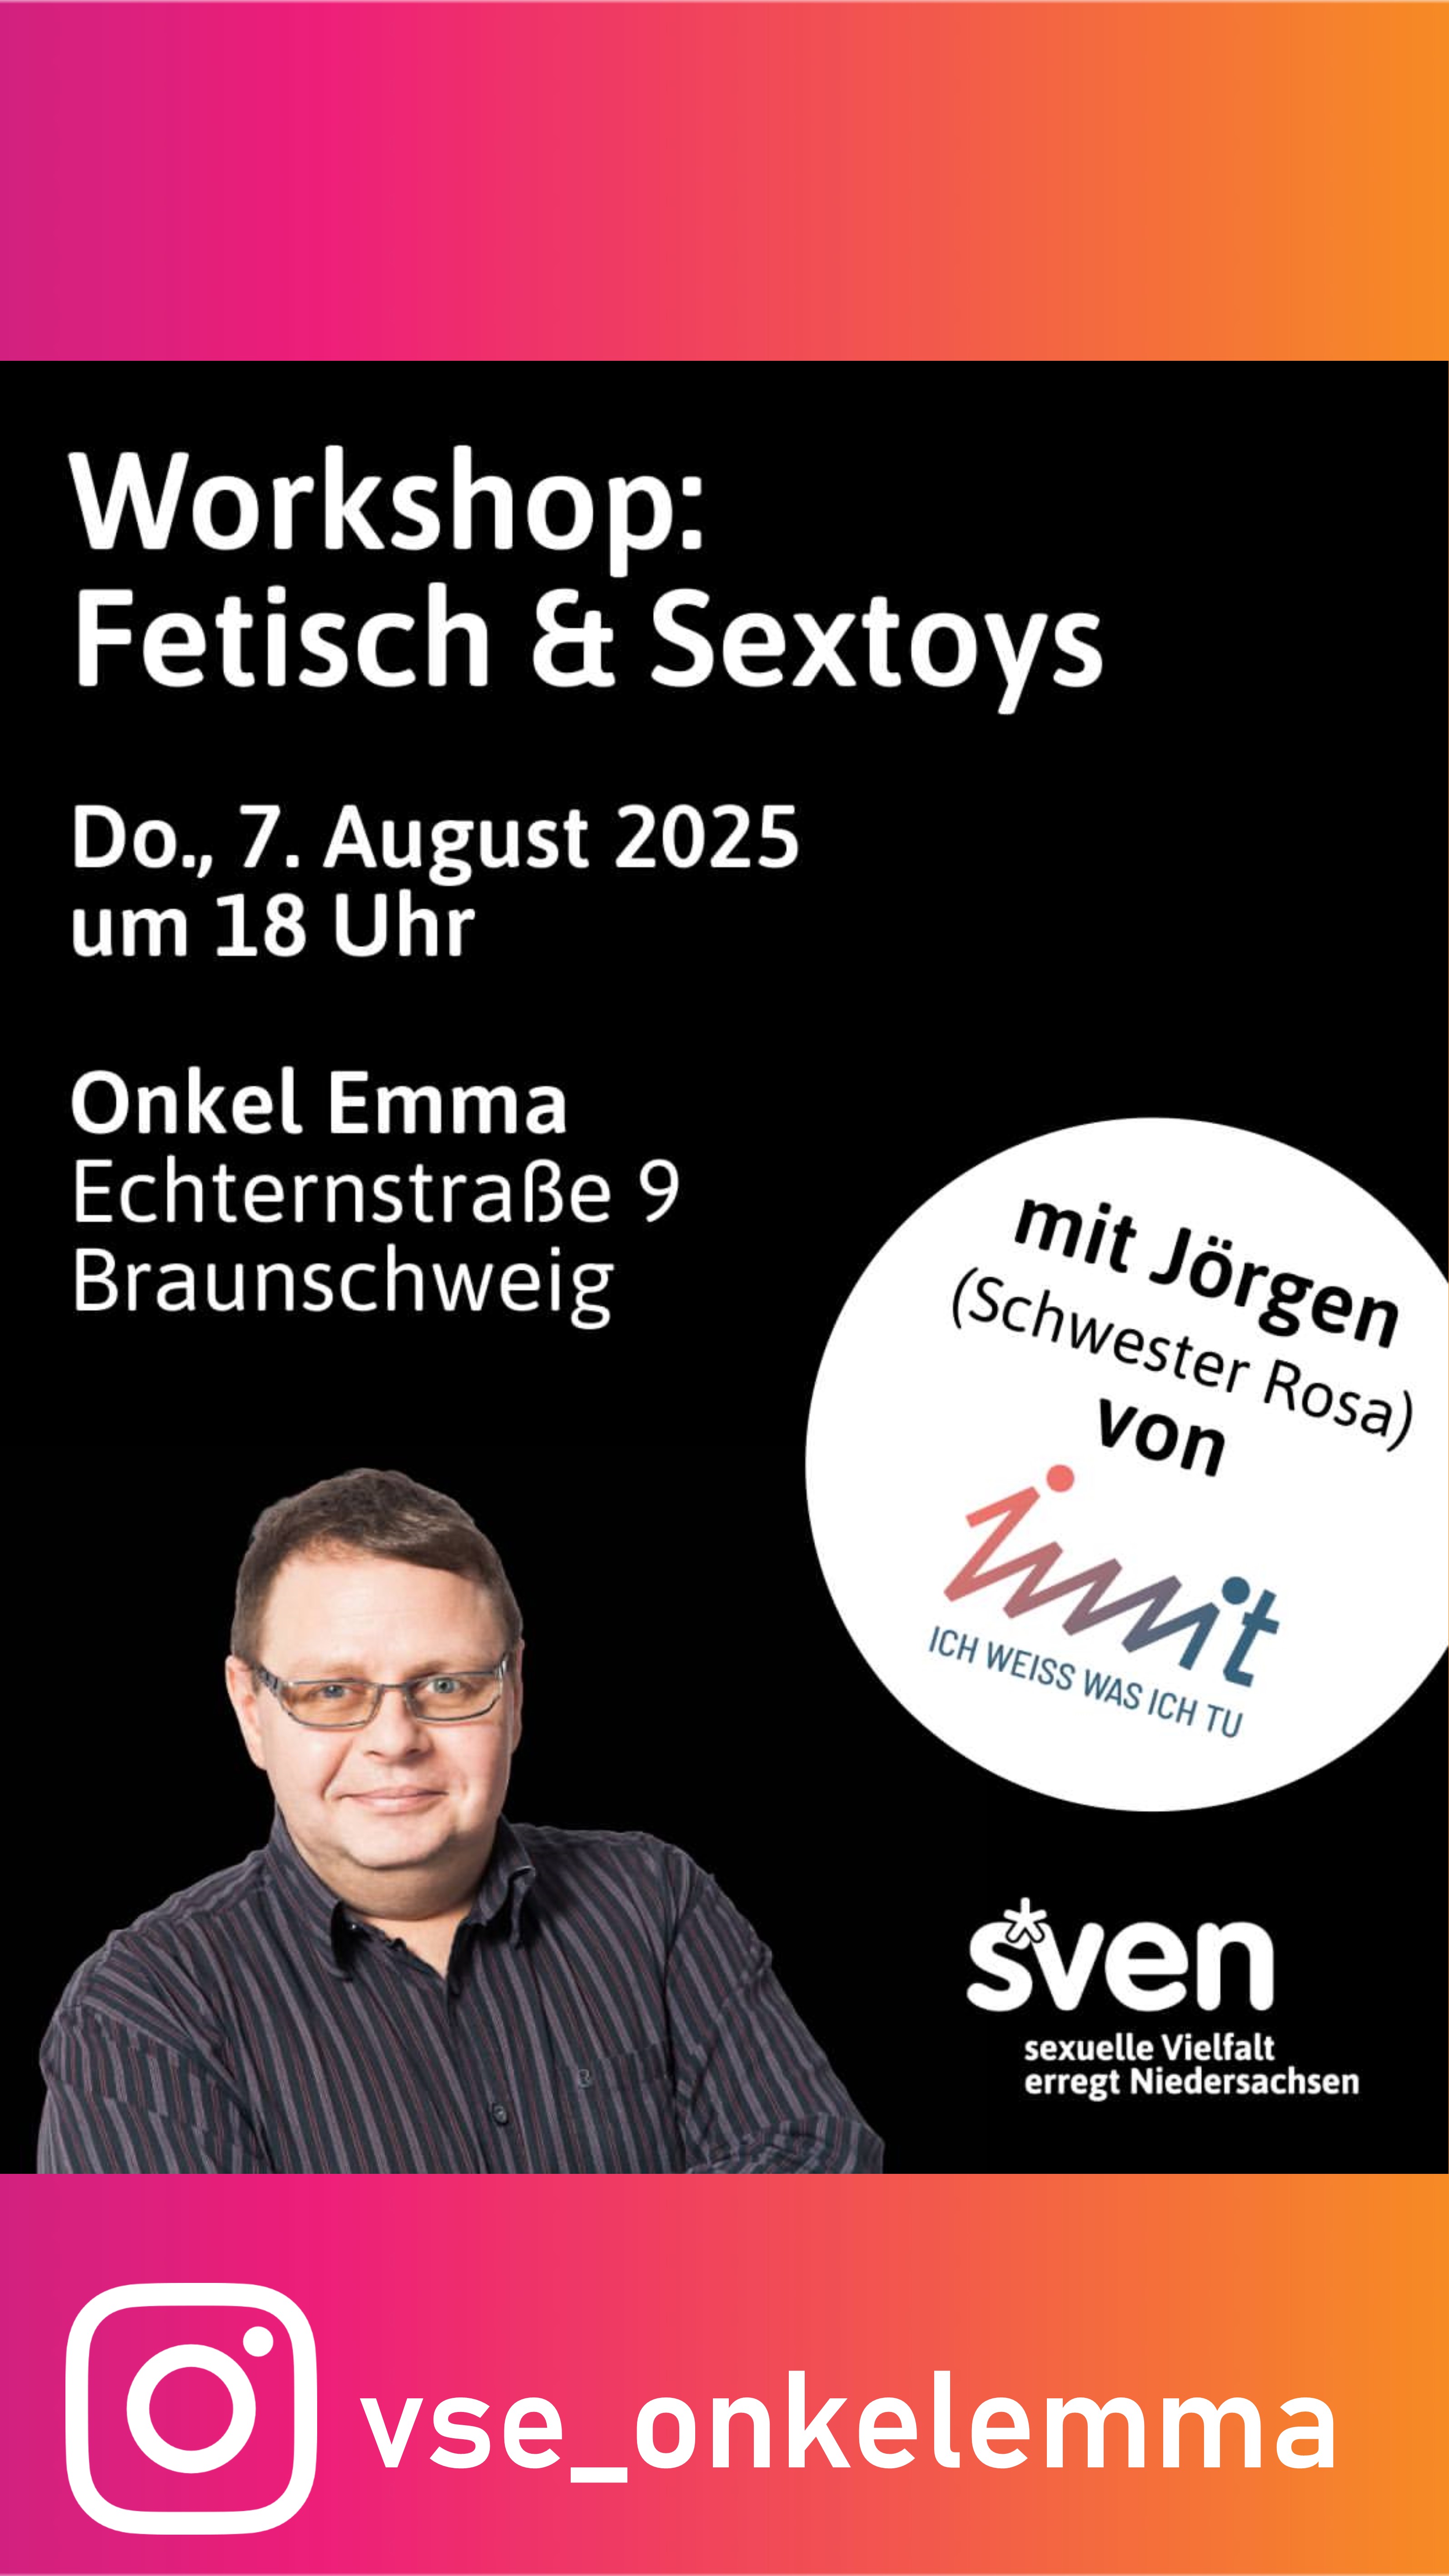 Workshop:
Fetisch & Sextoys
Do., 7. August 2025
um 18 Uhr
Onkel Emma
Echternstraße 9
Braunschweig
mit Jörgen
(Schwester Rosa)
von
iwwit
ICH WEISS WAS ICH TU
s*ven
sexuelle Vielfalt
erregt Niedersachsen
vse_onkelemma